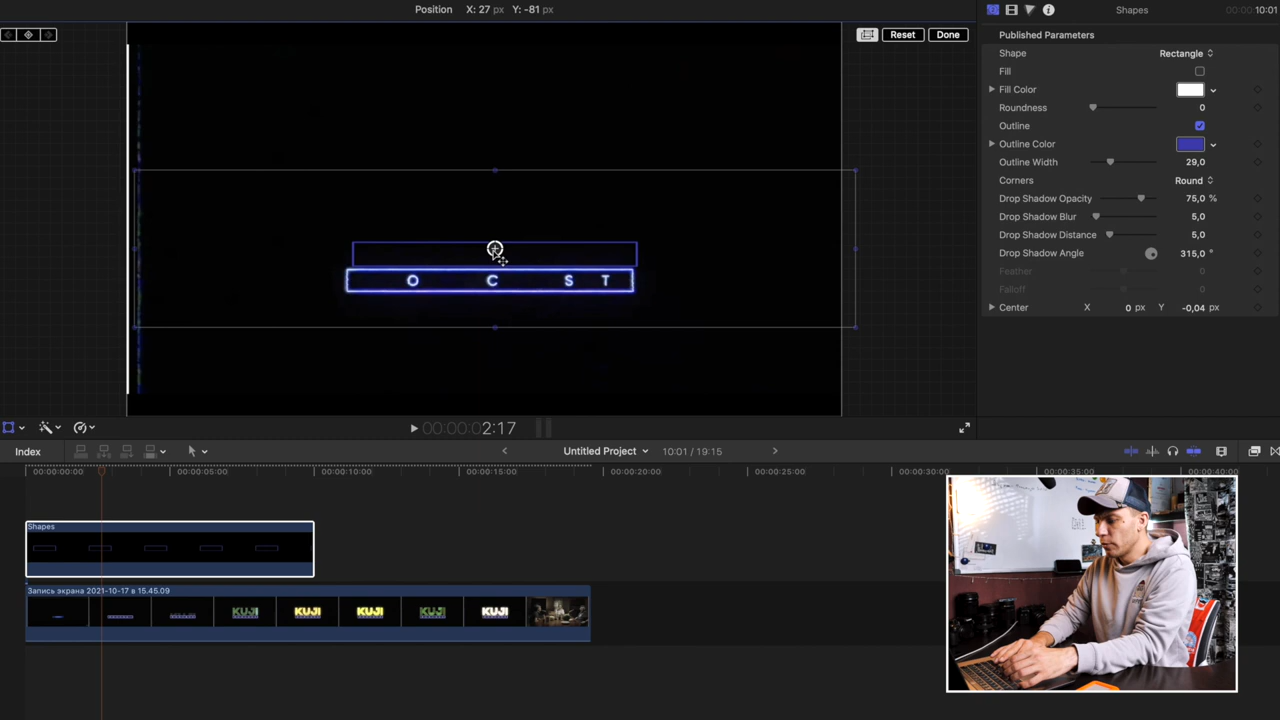 Position X: 27 px Y: -81 px
Shapes 00:00:10:01
Reset Done
Published Parameters
Shape Rectangle
Fill
Fill Color
Roundness 0
Outline
Outline Color
Outline Width 29,0
Corners Round
Drop Shadow Opacity 75,0 %
Drop Shadow Blur 5,0
Drop Shadow Distance 5,0
Drop Shadow Angle 315,0 °
Feather
Falloff
Center X 0 px Y -0,04 px
O C S T
00:00:02:17
Index Untitled Project 10:01 / 19:15
00:00:00:00 00:00:05:00 00:00:10:00 00:00:15:00 00:00:20:00 00:00:25:00 00:00:30:00 00:00:35:00 00:00:40:00
Shapes
Запись экрана 2021-10-17 в 15.45.09
KUJI KUJI KUJI KUJI KUJI